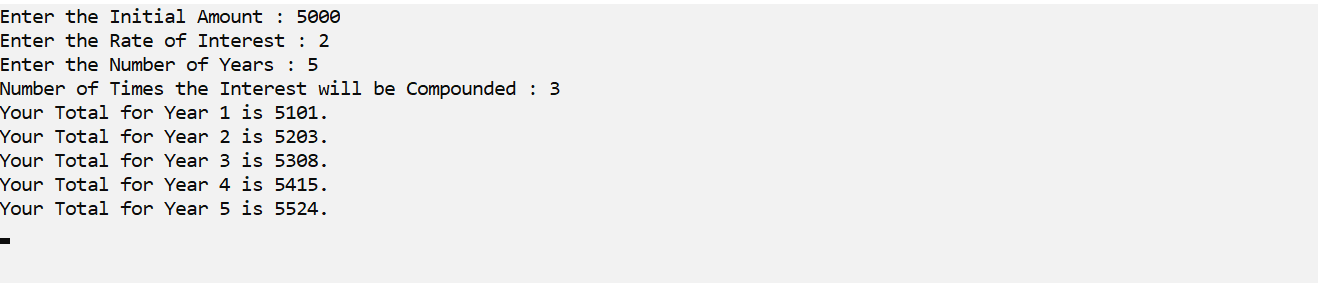 Enter the Initial Amount : 5000
Enter the Rate of Interest : 2
Enter the Number of Years : 5
Number of Times the Interest will be Compounded : 3
Your Total for Year 1 is 5101.
Your Total for Year 2 is 5203.
Your Total for Year 3 is 5308.
Your Total for Year 4 is 5415.
Your Total for Year 5 is 5524.